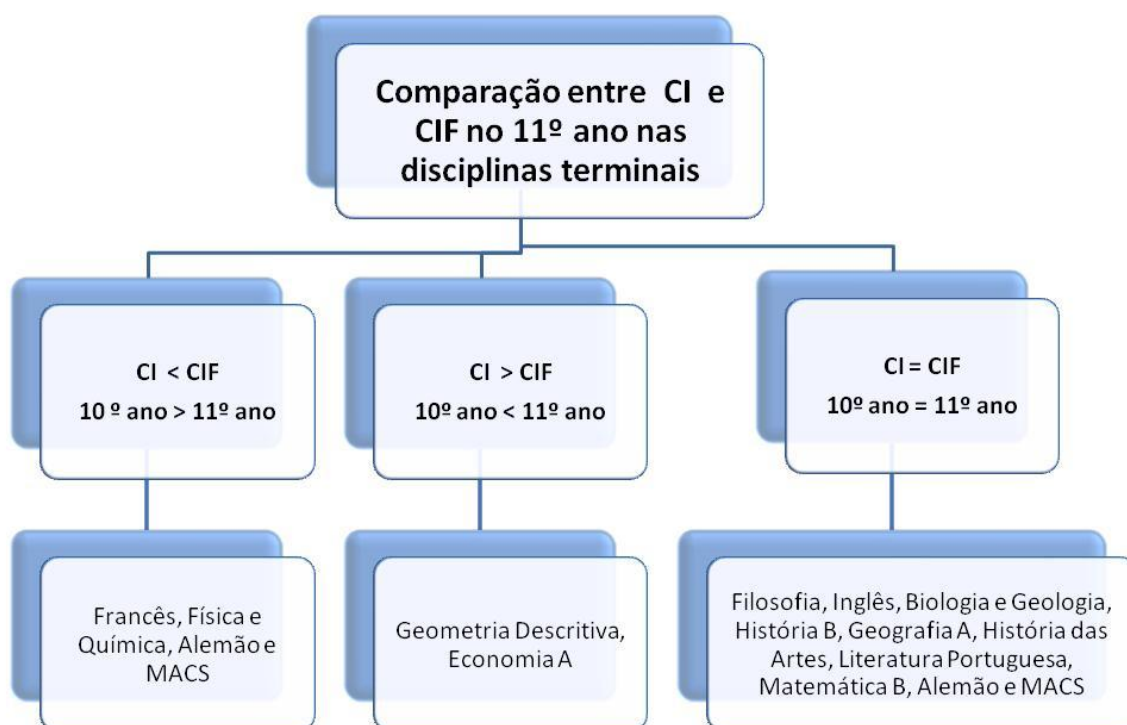 Comparação entre CI e
CIF no 11º ano nas
disciplinas terminais
CI < CIF
10 º ano > 11º ano
CI > CIF
10º ano < 11º ano
CI = CIF
10º ano = 11º ano
Francês, Física e
Química, Alemão e
MACS
Geometria Descritiva,
Economia A
Filosofia, Inglês, Biologia e Geologia,
História B, Geografia A, História das
Artes, Literatura Portuguesa,
Matemática B, Alemão e MACS